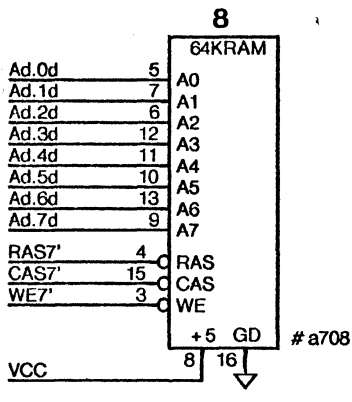 8
64KRAM
Ad.0d 5 A0
Ad.1d 7 A1
Ad.2d 6 A2
Ad.3d 12 A3
Ad.4d 11 A4
Ad.5d 10 A5
Ad.6d 13 A6
Ad.7d 9 A7
RAS7' 4 RAS
CAS7' 15 CAS
WE7' 3 WE
+5 GD # a708
8 16
VCC